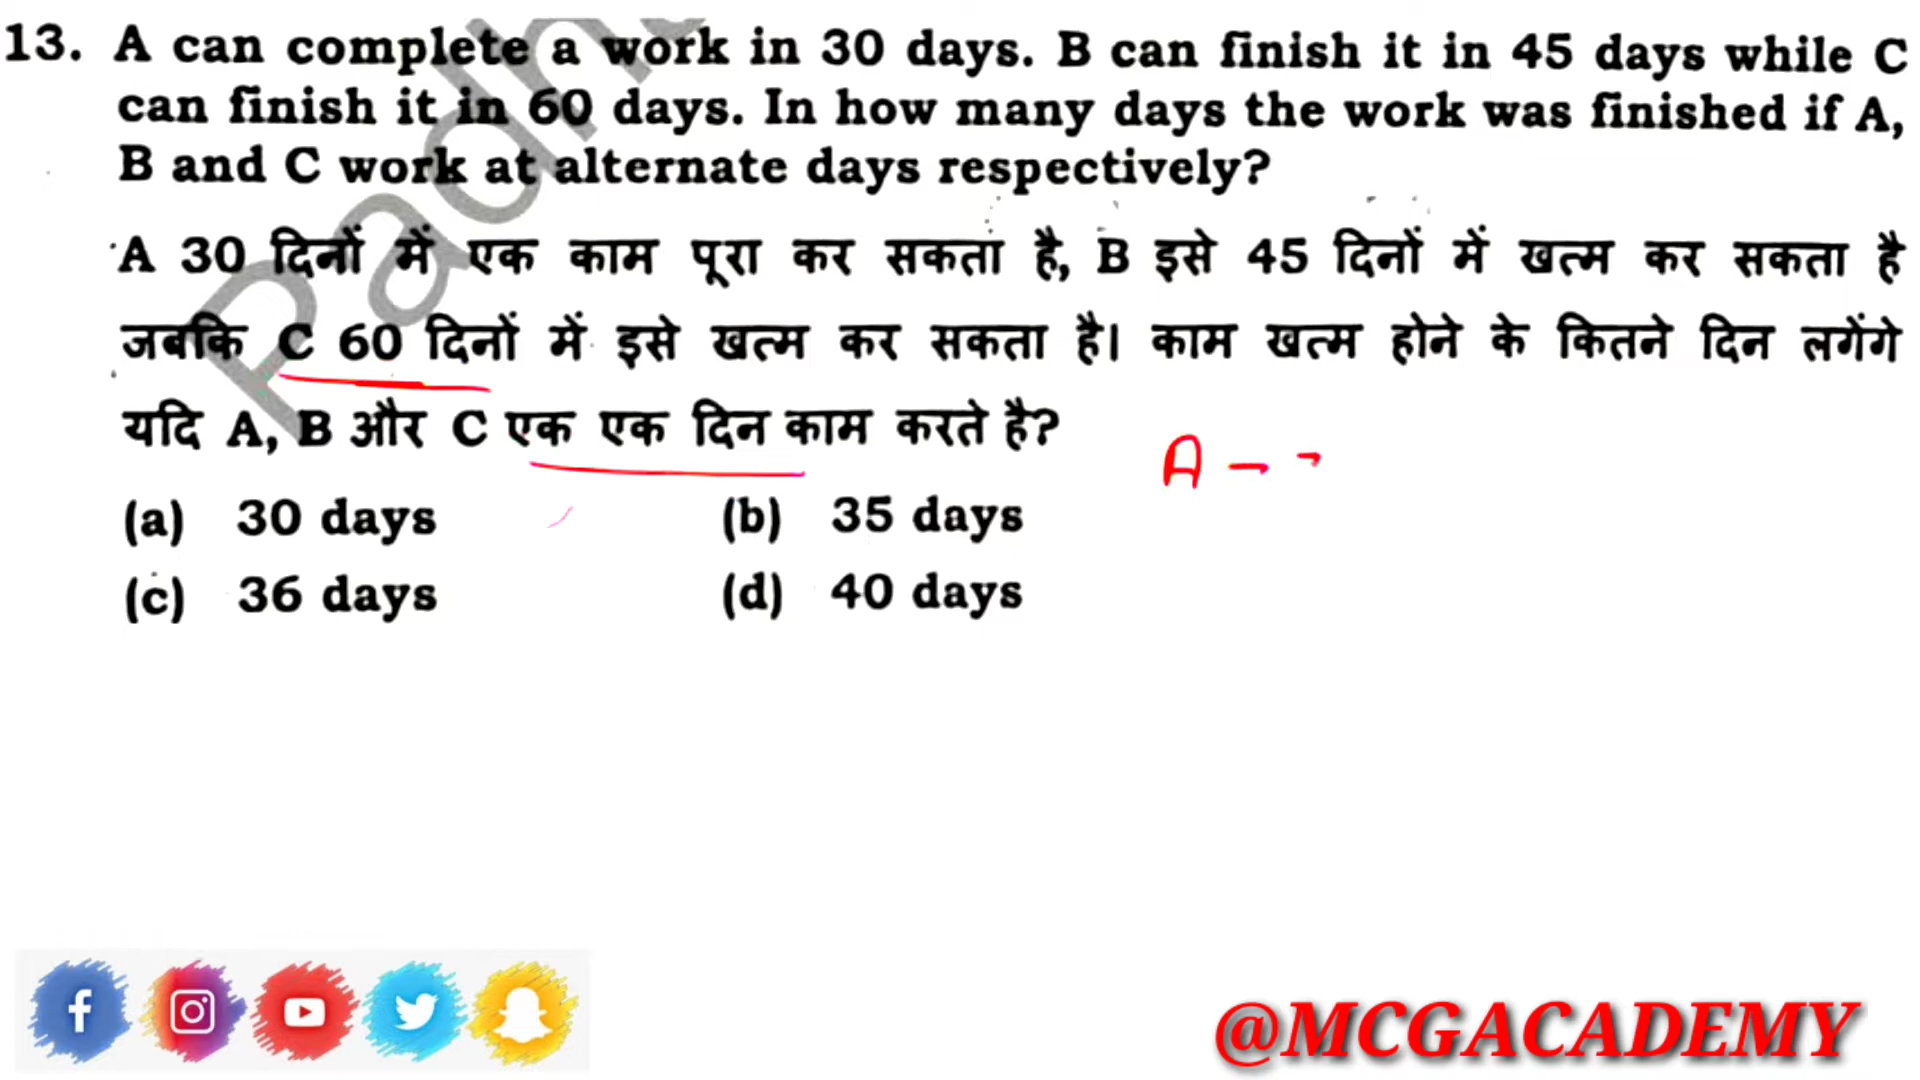 13. A can complete a work in 30 days. B can finish it in 45 days while C
can finish it in 60 days. In how many days the work was finished if A,
B and C work at alternate days respectively?
A 30 दिनों में एक काम पूरा कर सकता है, B इसे 45 दिनों में खत्म कर सकता है
जबकि C 60 दिनों में इसे खत्म कर सकता है। काम खत्म होने के कितने दिन लगेंगे
यदि A, B और C एक एक दिन काम करते है?
A -
(a) 30 days (b) 35 days
(c) 36 days (d) 40 days
@MCGACADEMY